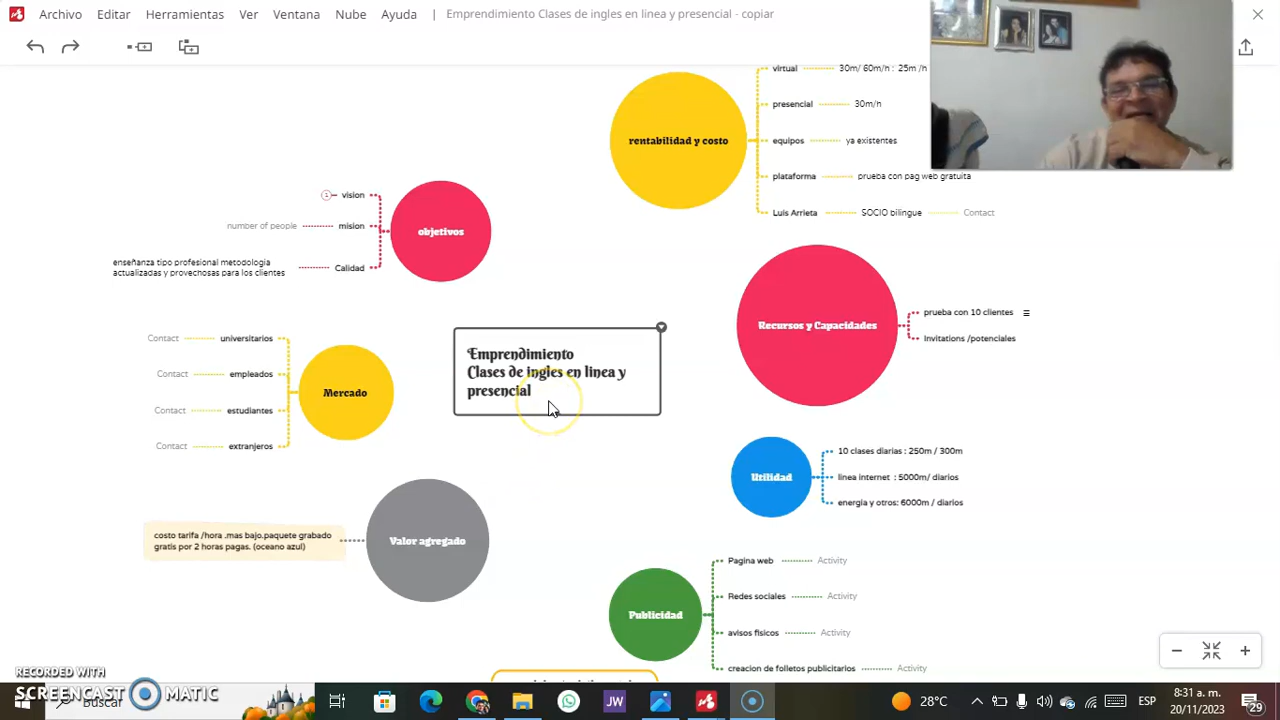 Archivo Editar Herramientas Ver Ventana Nube Ayuda | Emprendimiento Clases de ingles en linea y presencial - copiar
virtual 30m/ 60m/h : 25m /h
presencial 30m/h
rentabilidad y costo
equipos ya existentes
plataforma prueba con pag web gratuita
Luis Arrieta SOCIO bilingue Contact
1 vision
number of people mision
objetivos
enseñanza tipo profesional metodologia
actualizadas y provechosas para los clientes
Calidad
Recursos y Capacidades
prueba con 10 clientes
Invitations /potenciales
Emprendimiento
Clases de ingles en linea y
presencial
Contact universitarios
Contact empleados
Mercado
Contact estudiantes
Contact extranjeros
Utilidad
10 clases diarias : 250m / 300m
linea internet : 5000m/ diarios
energia y otros: 6000m / diarios
costo tarifa /hora .mas bajo.paquete grabado
gratis por 2 horas pagas. (oceano azul)
Valor agregado
Publicidad
Pagina web Activity
Redes sociales Activity
avisos fisicos Activity
creacion de folletos publicitarios Activity
RECORDED WITH
SCREENCAST MATIC
JW
28°C
ESP
8:31 a. m.
20/11/2023
29